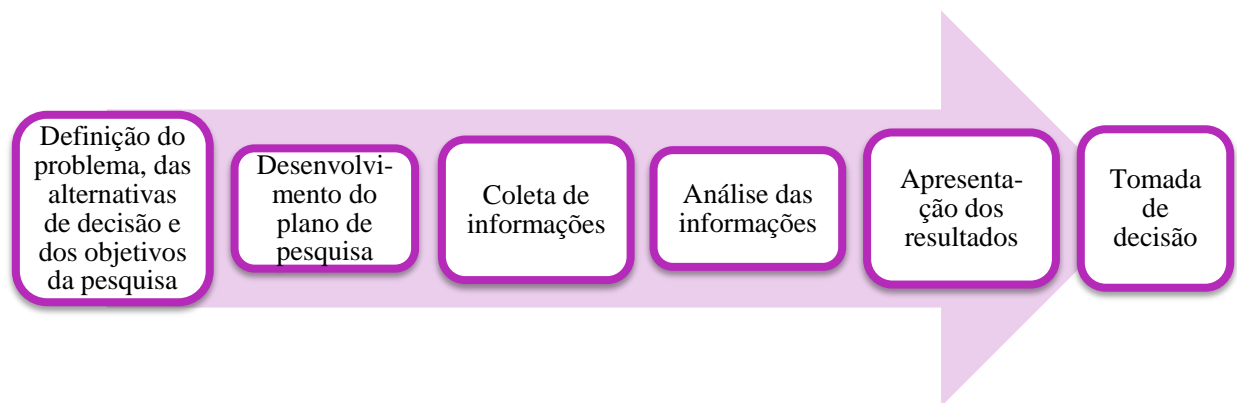 Definição do
problema, das
alternativas
de decisão e
dos objetivos
da pesquisa
Desenvolvi-
mento do
plano de
pesquisa
Coleta de
informações
Análise das
informações
Apresenta-
ção dos
resultados
Tomada
de
decisão